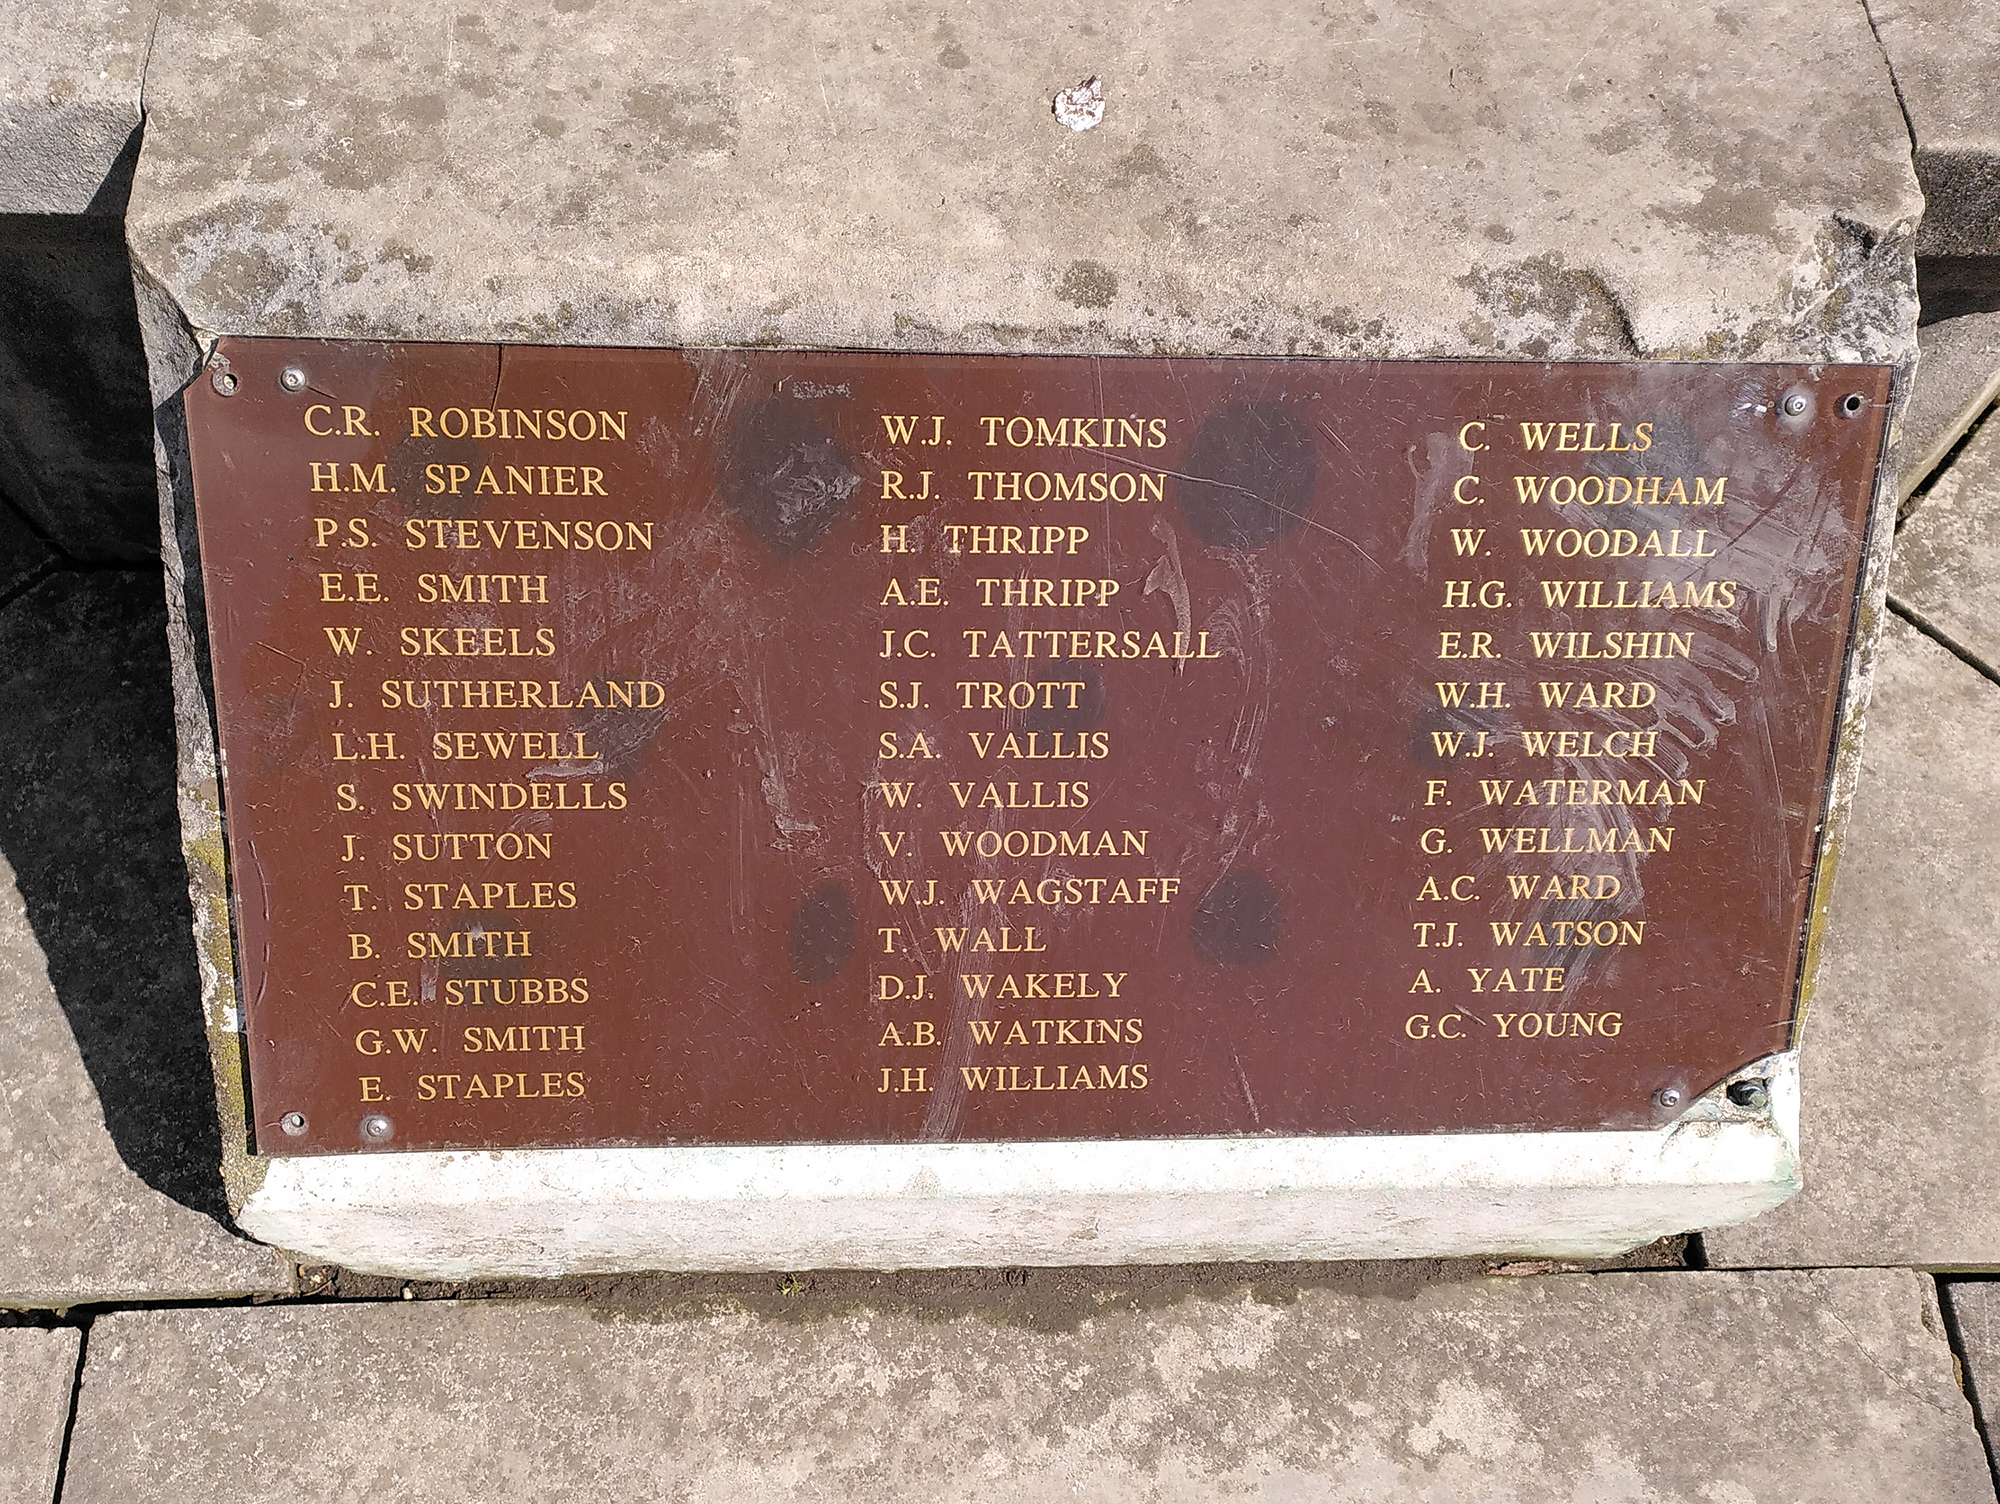 C.R. ROBINSON
H.M. SPANIER
P.S. STEVENSON
E.E. SMITH
W. SKEELS
J. SUTHERLAND
L.H. SEWELL
S. SWINDELLS
J. SUTTON
T. STAPLES
B. SMITH
C.E. STUBBS
G.W. SMITH
E. STAPLES
W.J. TOMKINS
R.J. THOMSON
H. THRIPP
A.E. THRIPP
J.C. TATTERSALL
S.J. TROTT
S.A. VALLIS
W. VALLIS
V. WOODMAN
W.J. WAGSTAFF
T. WALL
D.J. WAKELY
A.B. WATKINS
J.H. WILLIAMS
C. WELLS
C. WOODHAM
W. WOODALL
H.G. WILLIAMS
E.R. WILSHIN
W.H. WARD
W.J. WELCH
F. WATERMAN
G. WELLMAN
A.C. WARD
T.J. WATSON
A. YATE
G.C. YOUNG